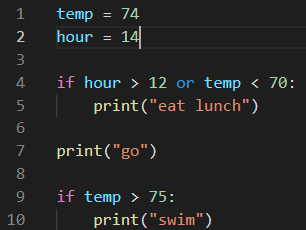 1 temp = 74
2 hour = 14
3
4 if hour > 12 or temp < 70:
5     print("eat lunch")
6
7 print("go")
8
9 if temp > 75:
10     print("swim")